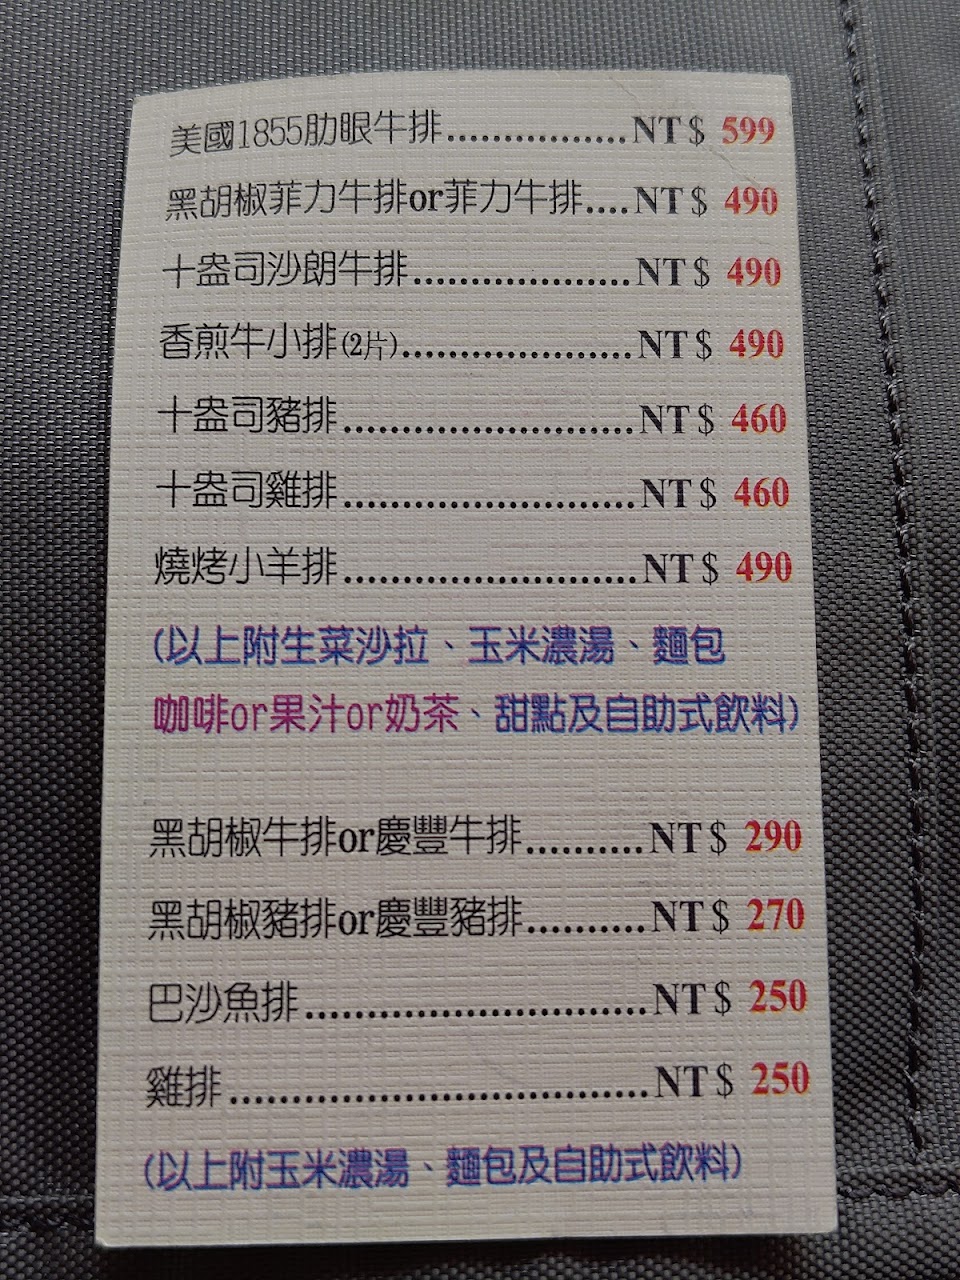 美國1855肋眼牛排......................NT$ 599
黑胡椒菲力牛排or菲力牛排....NT$ 490
十盎司沙朗牛排..................NT$ 490
香煎牛小排(2片)...................NT$ 490
十盎司豬排........................NT$ 460
十盎司雞排........................NT$ 460
燒烤小羊排........................NT$ 490
(以上附生菜沙拉、玉米濃湯、麵包
咖啡or果汁or奶茶、甜點及自助式飲料)
黑胡椒牛排or慶豐牛排..........NT$ 290
黑胡椒豬排or慶豐豬排..........NT$ 270
巴沙魚排.............................NT$ 250
雞排...................................NT$ 250
(以上附玉米濃湯、麵包及自助式飲料)